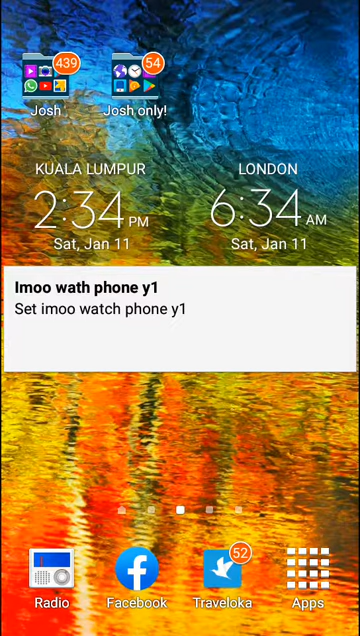 439
54
Josh
Josh only!
KUALA LUMPUR
LONDON
2:34 PM
6:34 AM
Sat, Jan 11
Sat, Jan 11
Imoo wath phone y1
Set imoo watch phone y1
52
Radio
Facebook
Traveloka
Apps